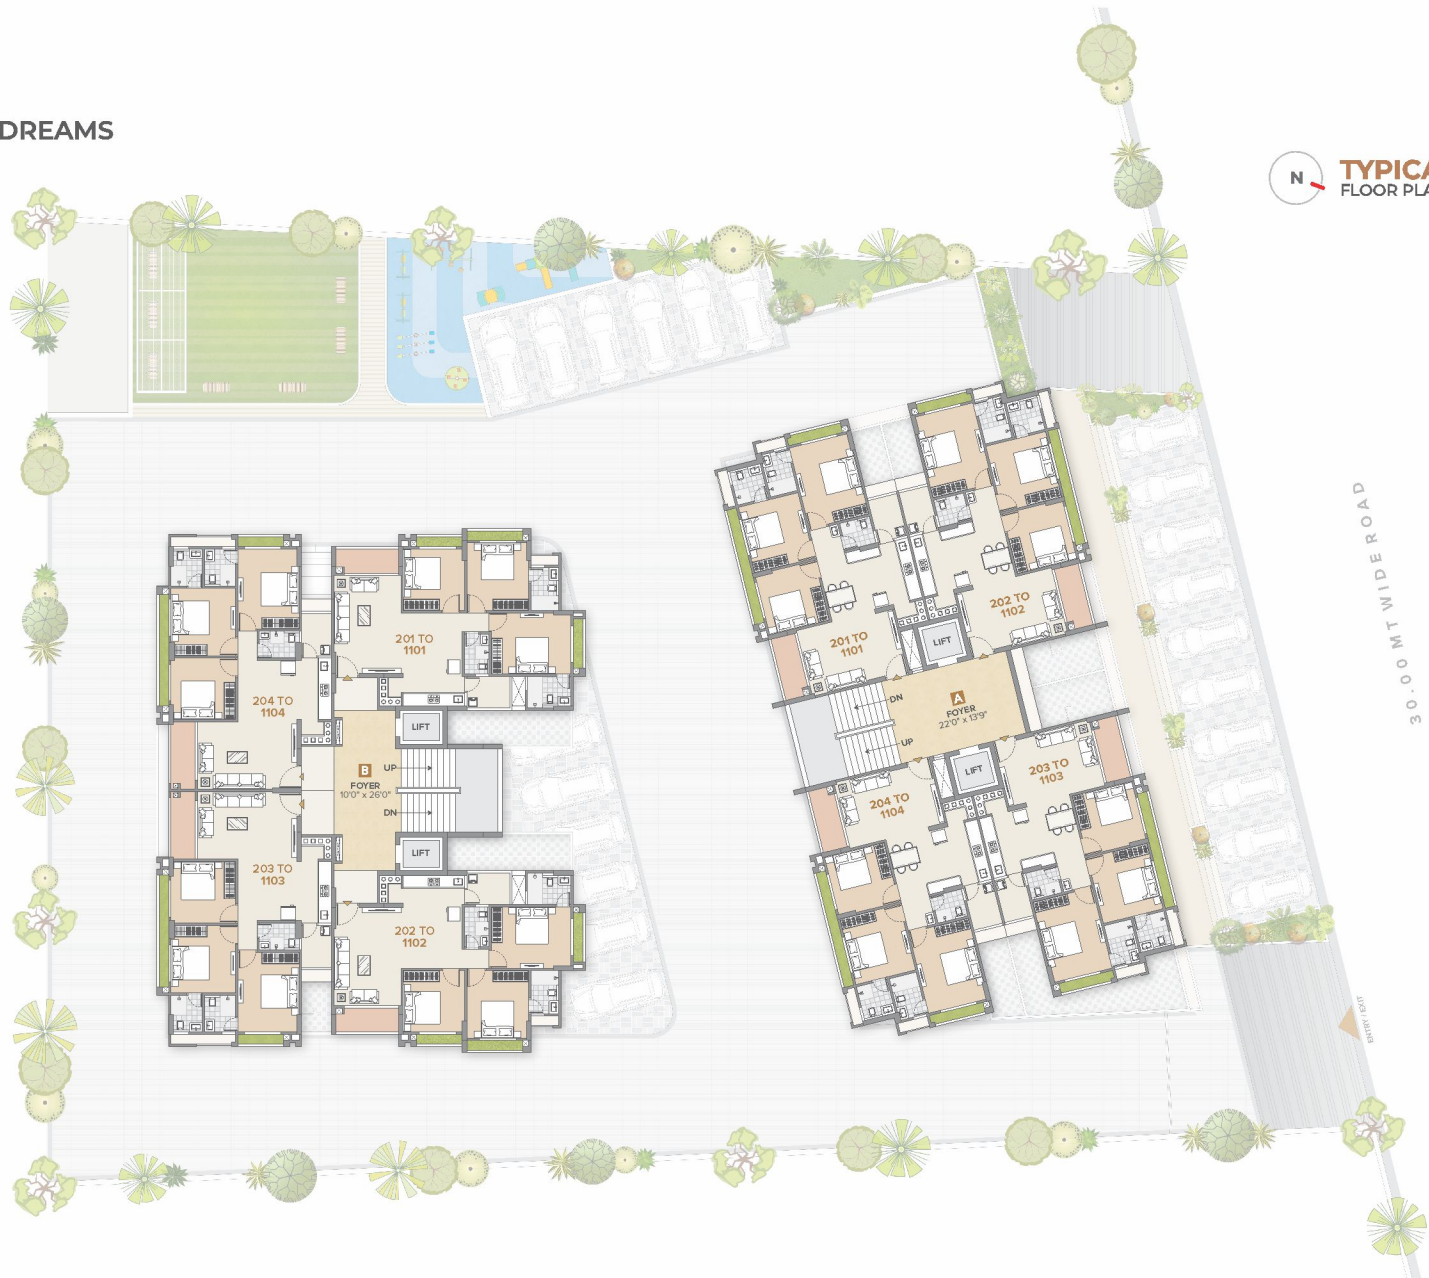 DREAMS
N
TYPICA
FLOOR PLA
30.00 MT WIDE ROAD
202 TO
1102
201 TO
1101
LIFT
DN
A
FOYER
22'0" x 13'9"
UP
LIFT
203 TO
1103
204 TO
1104
201 TO
1101
204 TO
1104
LIFT
B
FOYER
10'0" x 26'0"
UP
DN
LIFT
203 TO
1103
202 TO
1102
ENTRY / EXIT